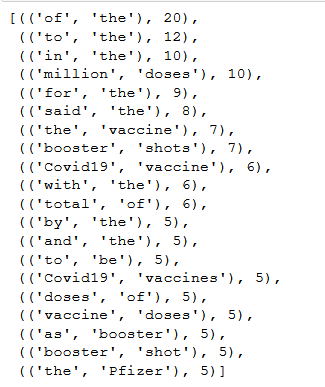 [(('of', 'the'), 20),
(('to', 'the'), 12),
(('in', 'the'), 10),
(('million', 'doses'), 10),
(('for', 'the'), 9),
(('said', 'the'), 8),
(('the', 'vaccine'), 7),
(('booster', 'shots'), 7),
(('Covid19', 'vaccine'), 6),
(('with', 'the'), 6),
(('total', 'of'), 6),
(('by', 'the'), 5),
(('and', 'the'), 5),
(('to', 'be'), 5),
(('Covid19', 'vaccines'), 5),
(('doses', 'of'), 5),
(('vaccine', 'doses'), 5),
(('as', 'booster'), 5),
(('booster', 'shot'), 5),
(('the', 'Pfizer'), 5)]